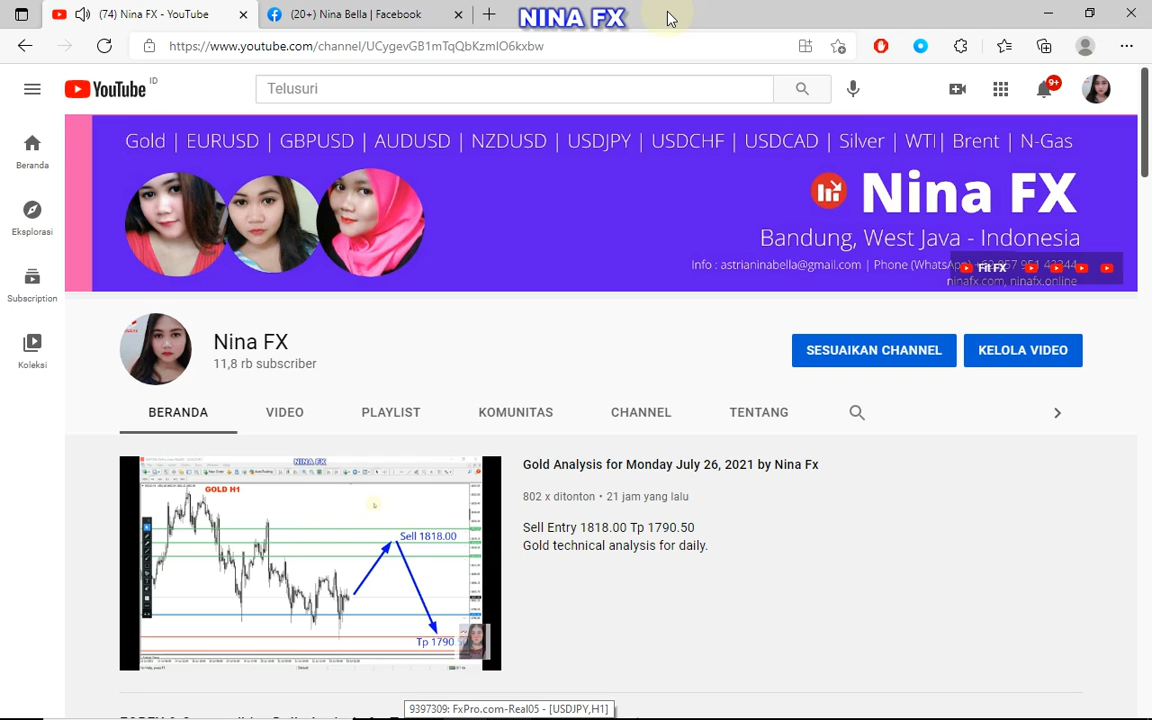 (74) Nina FX - YouTube
(20+) Nina Bella | Facebook
NINA FX
https://www.youtube.com/channel/UCygevGB1mTqQbKzmIO6kxbw
YouTube ID
Telusuri
9+
Beranda
Eksplorasi
Subscription
Koleksi
Gold | EURUSD | GBPUSD | AUDUSD | NZDUSD | USDJPY | USDCHF | USDCAD | Silver | WTI | Brent | N-Gas
Nina FX
Bandung, West Java - Indonesia
Info : astrianinabella@gmail.com | Phone (WhatsApp)
Fit FX
ninafx.com, ninafx.online
Nina FX
11,8 rb subscriber
SESUAIKAN CHANNEL
KELOLA VIDEO
BERANDA
VIDEO
PLAYLIST
KOMUNITAS
CHANNEL
TENTANG
NINA FX
GOLD H1
Sell 1818.00
Tp 1790
Gold Analysis for Monday July 26, 2021 by Nina Fx
802 x ditonton • 21 jam yang lalu
Sell Entry 1818.00 Tp 1790.50
Gold technical analysis for daily.
9397309: FxPro.com-Real05 - [USDJPY,H1]